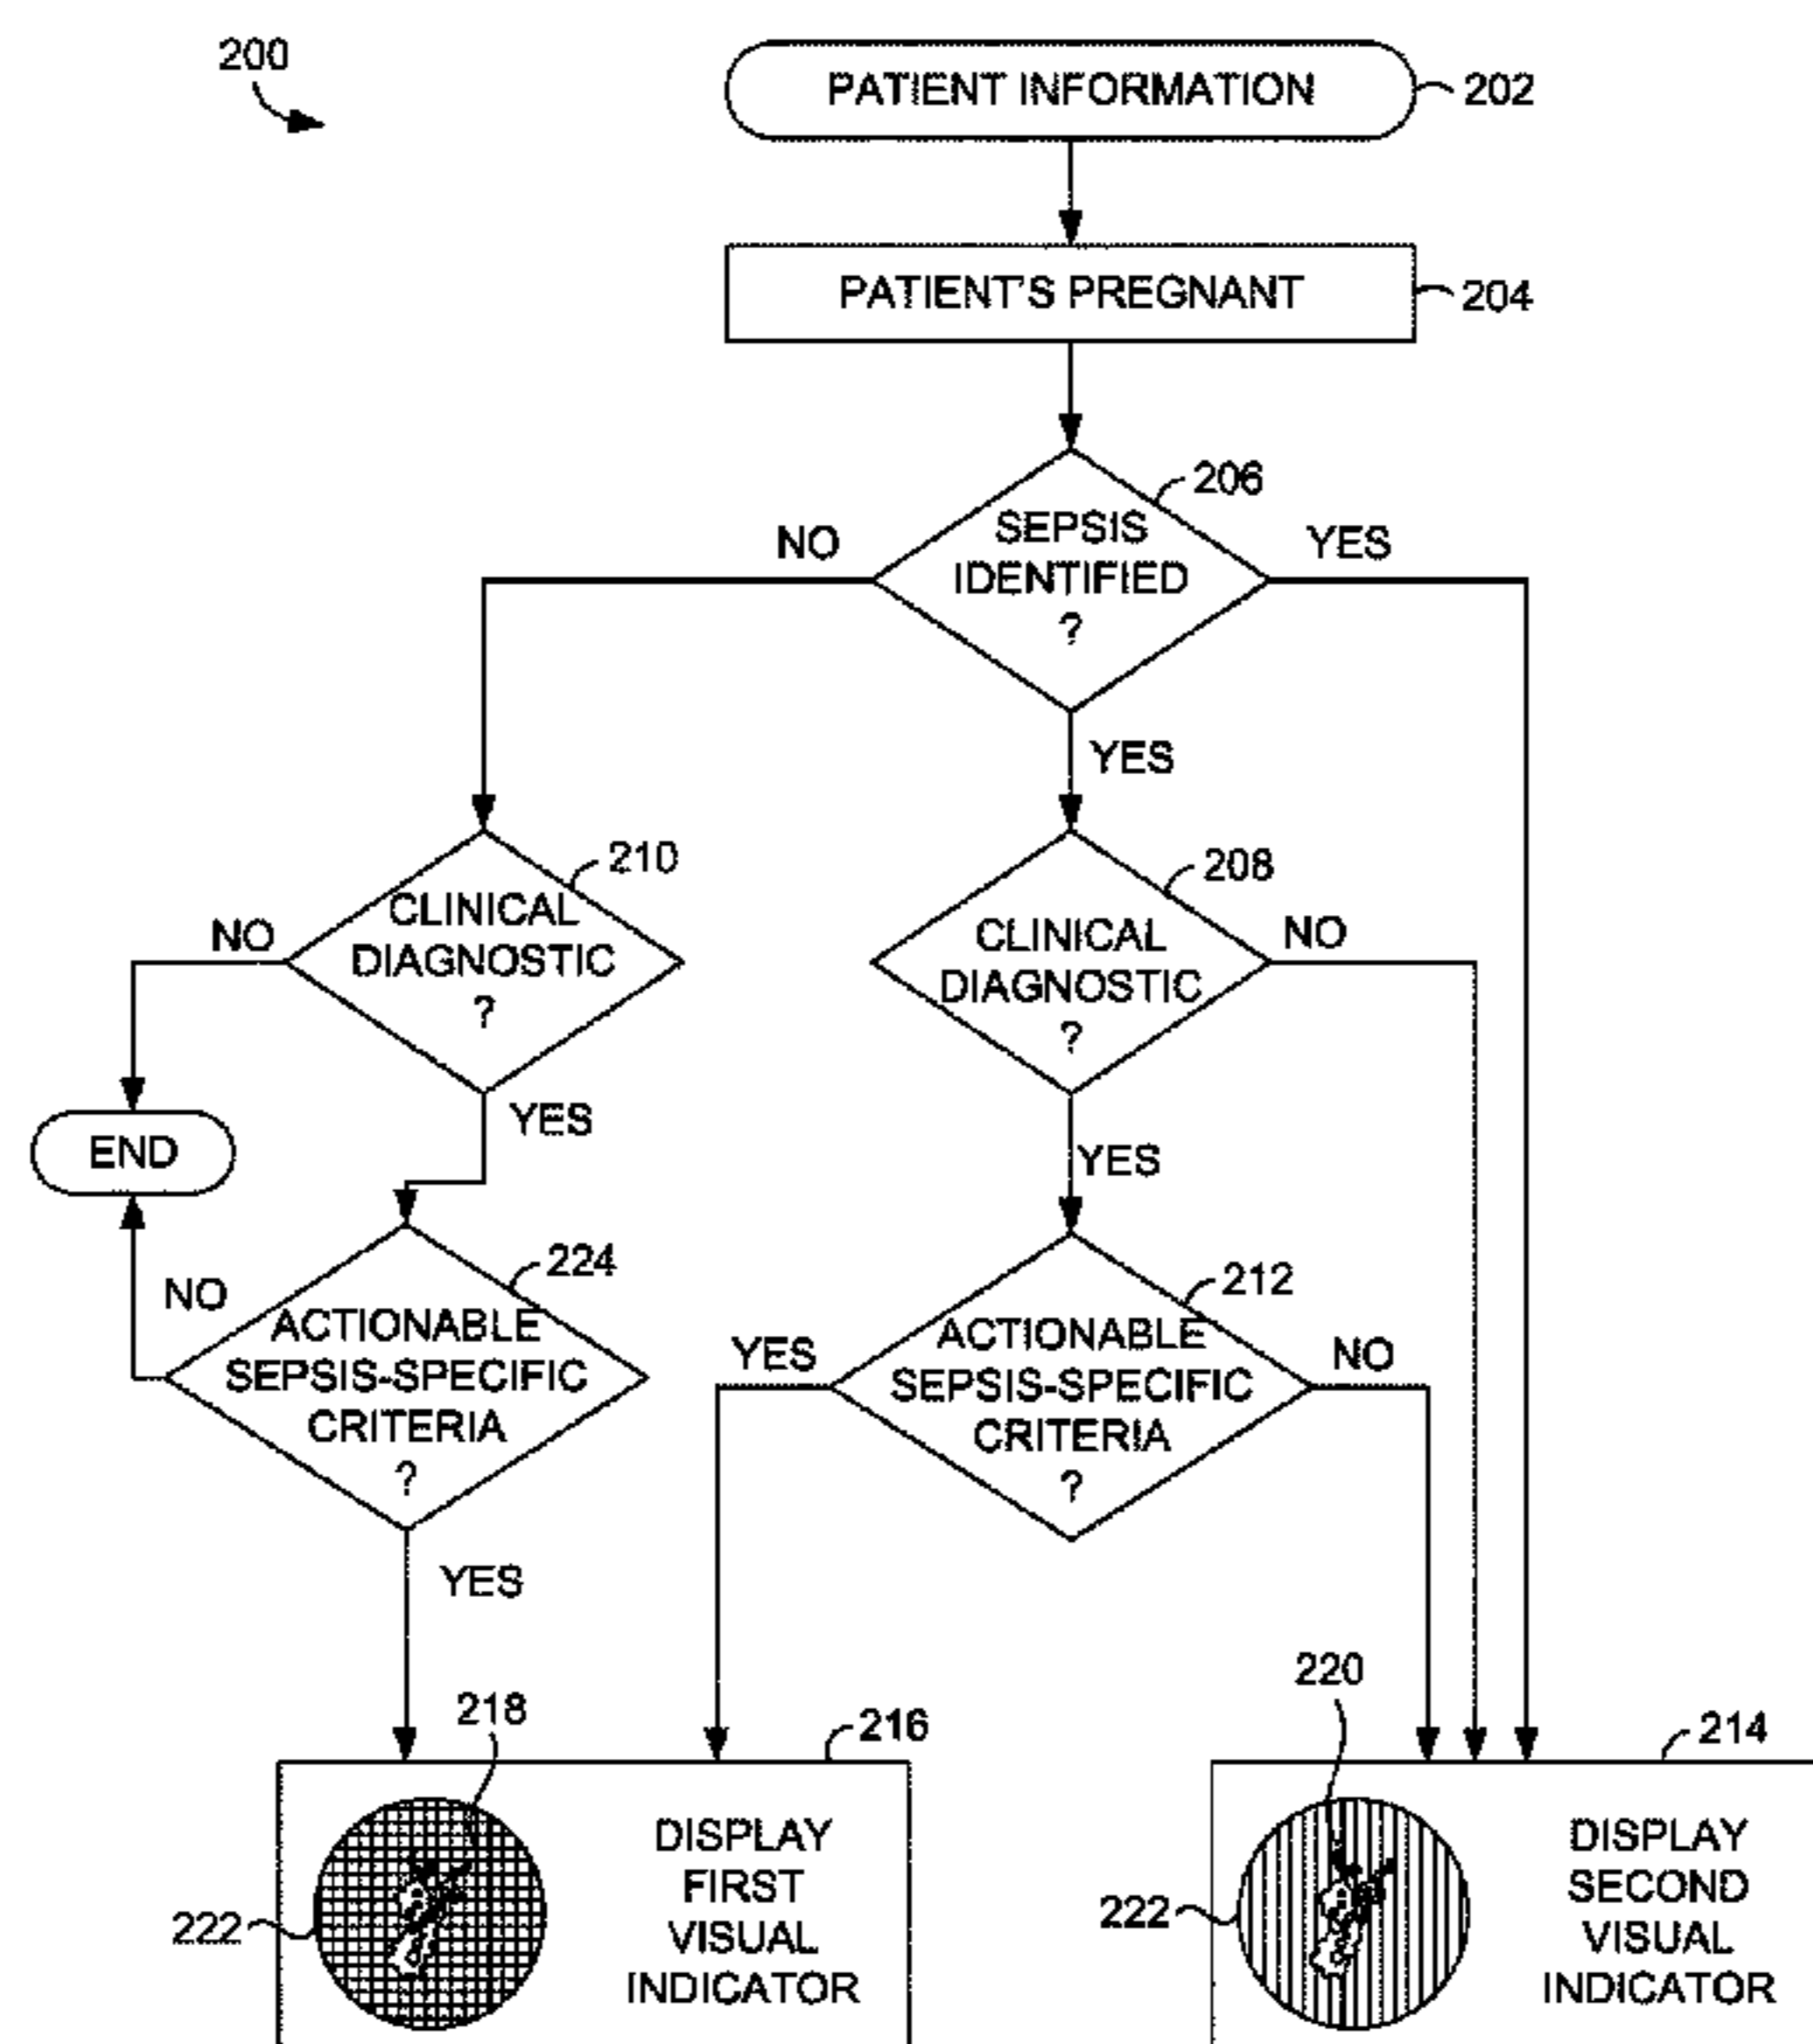 200
PATIENT INFORMATION
202
PATIENT'S PREGNANT
204
206
SEPSIS
IDENTIFIED
?
NO
YES
YES
210
CLINICAL
DIAGNOSTIC
?
NO
YES
208
CLINICAL
DIAGNOSTIC
?
NO
YES
END
224
ACTIONABLE
SEPSIS-SPECIFIC
CRITERIA
?
NO
YES
212
ACTIONABLE
SEPSIS-SPECIFIC
CRITERIA
?
YES
NO
218
216
222
DISPLAY
FIRST
VISUAL
INDICATOR
220
214
222
DISPLAY
SECOND
VISUAL
INDICATOR